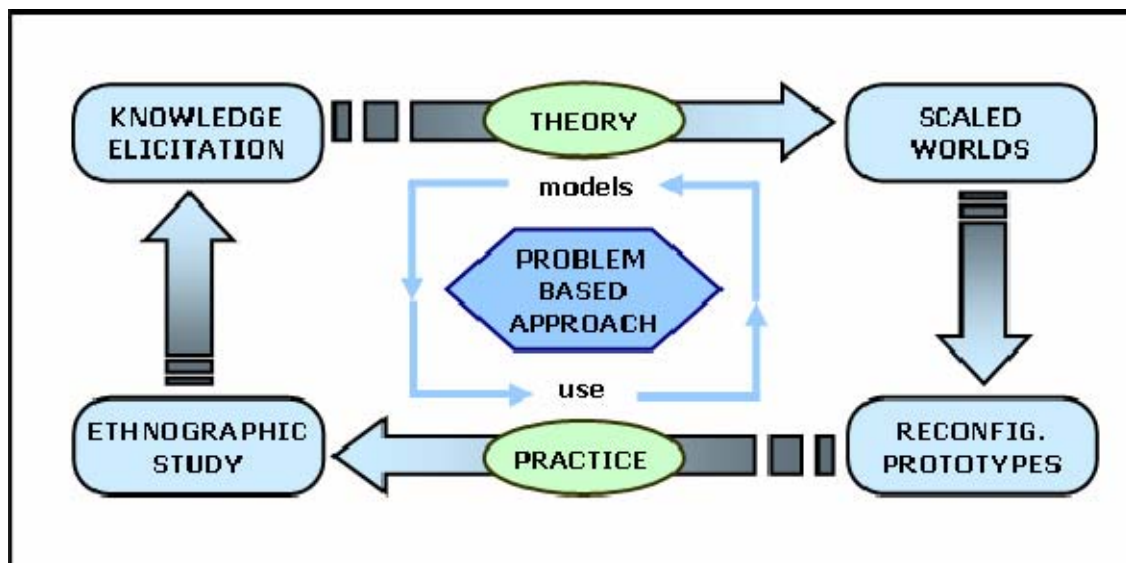 KNOWLEDGE
ELICITATION
THEORY
SCALED
WORLDS
models
PROBLEM
BASED
APPROACH
use
ETHNOGRAPHIC
STUDY
PRACTICE
RECONFIG.
PROTOTYPES